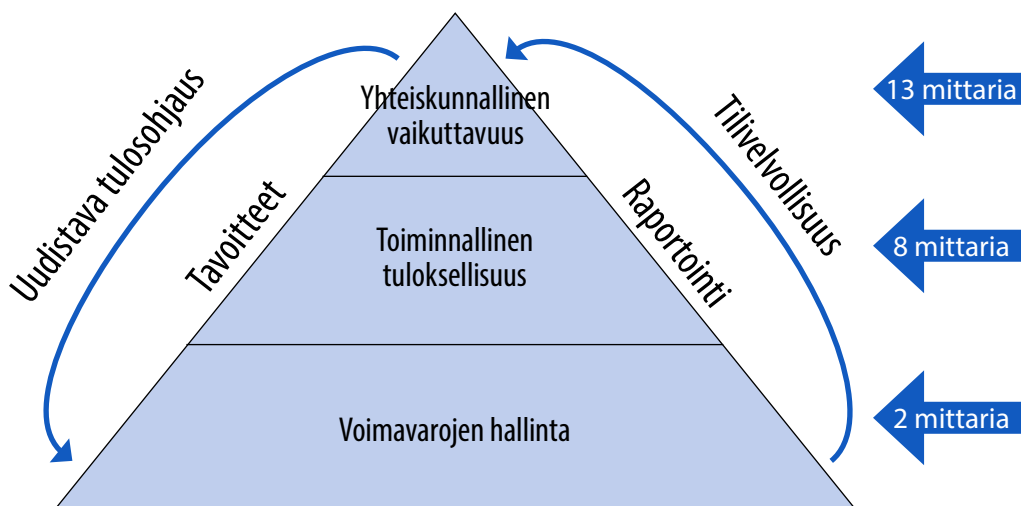 Uudistava tulosohjaus
Tavoitteet
Yhteiskunnallinen
vaikuttavuus
Toiminnallinen
tuloksellisuus
Voimavarojen hallinta
Raportointi
Tilivelvollisuus
13 mittaria
8 mittaria
2 mittaria